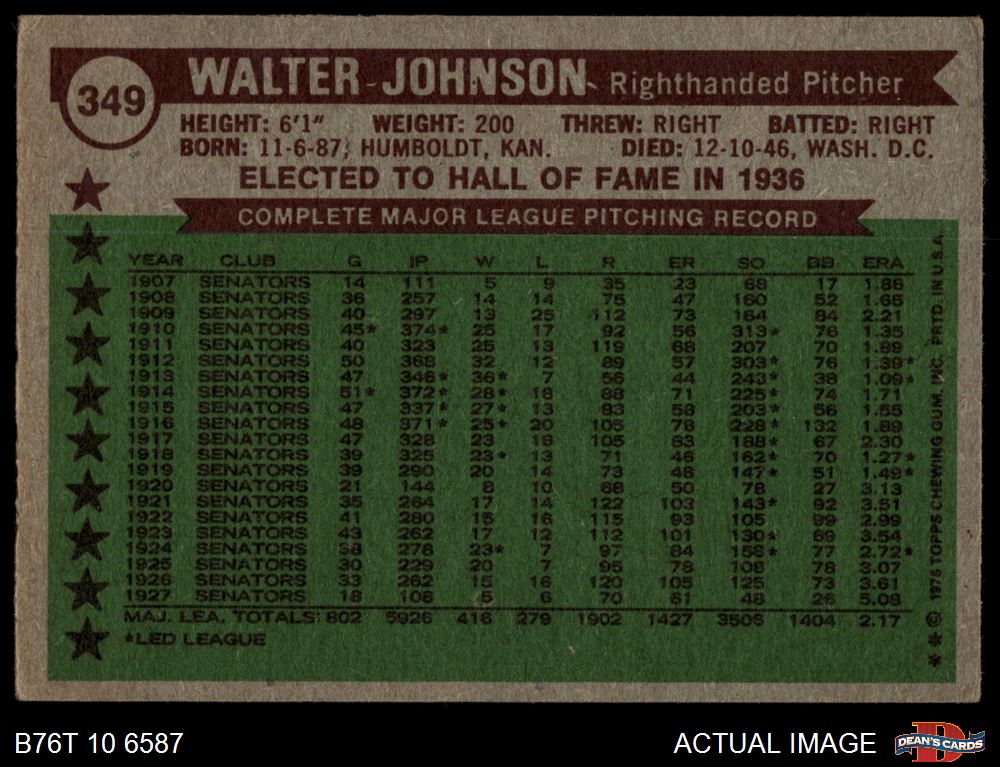 349
WALTER JOHNSON Righthanded Pitcher
HEIGHT: 6'1" WEIGHT: 200 THREW: RIGHT BATTED: RIGHT
BORN: 11-6-87, HUMBOLDT, KAN. DIED: 12-10-46, WASH. D.C.
ELECTED TO HALL OF FAME IN 1936
COMPLETE MAJOR LEAGUE PITCHING RECORD
YEAR CLUB G IP W L R ER SO BB ERA
1907 SENATORS 14 111 5 9 35 23 68 17 1.86
1908 SENATORS 36 257 14 14 75 47 160 52 1.65
1909 SENATORS 40 297 13 25 112 73 164 84 2.21
1910 SENATORS 45* 374* 25 17 92 56 313* 76 1.35
1911 SENATORS 40 323 25 13 119 68 207 70 1.89
1912 SENATORS 50 368 32 12 89 57 303* 76 1.39*
1913 SENATORS 47 346* 36* 7 56 44 243* 38 1.09*
1914 SENATORS 51* 372* 28* 18 88 71 225* 74 1.71
1915 SENATORS 47 337* 27* 13 83 58 203* 56 1.55
1916 SENATORS 48 371* 25* 20 105 78 228* 132 1.89
1917 SENATORS 47 328 23 16 105 83 188* 67 2.30
1918 SENATORS 39 325 23* 13 71 46 162* 70 1.27*
1919 SENATORS 39 290 20 14 73 48 147* 51 1.49*
1920 SENATORS 21 144 8 10 68 50 78 27 3.13
1921 SENATORS 35 264 17 14 122 103 143* 92 3.51
1922 SENATORS 41 280 15 16 115 93 105 99 2.99
1923 SENATORS 43 262 17 12 112 101 130* 69 3.54
1924 SENATORS 38 278 23* 7 97 84 158* 77 2.72*
1925 SENATORS 30 229 20 7 95 78 108 78 3.07
1926 SENATORS 33 262 15 16 120 105 125 73 3.61
1927 SENATORS 18 108 5 6 70 61 48 26 5.08
MAJ. LEA. TOTALS: 802 5926 416 279 1902 1427 3506 1404 2.17
*LED LEAGUE
** © 1976 TOPPS CHEWING GUM, INC. PRTD. IN U.S.A.
B76T 10 6587
ACTUAL IMAGE
D
DEAN'S CARDS